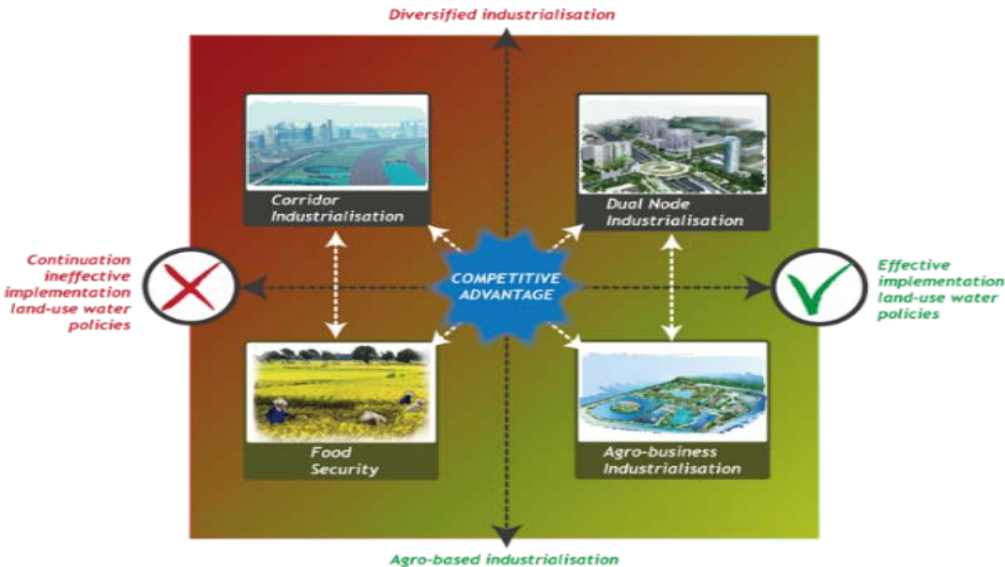 Diversified industrialisation
Corridor
Industrialisation
Dual Node
Industrialisation
Continuation
ineffective
implementation
land-use water
policies
COMPETITIVE
ADVANTAGE
Effective
implementation
land-use water
policies
Food
Security
Agro-business
Industrialisation
Agro-based industrialisation